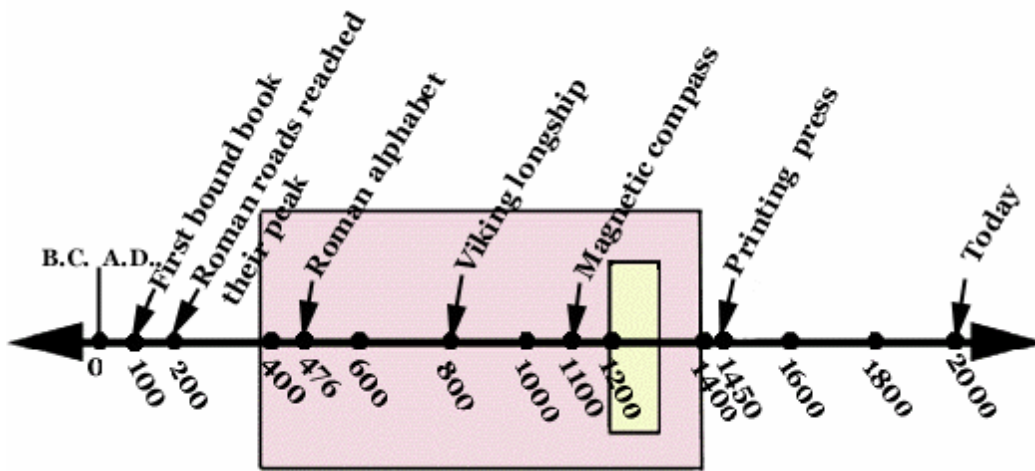 First bound book
Roman roads reached
their peak
Roman alphabet
Viking longship
Magnetic compass
Printing press
Today
B.C. A.D..
0
100
200
400
476
600
800
1000
1100
1200
1400
1450
1600
1800
2000